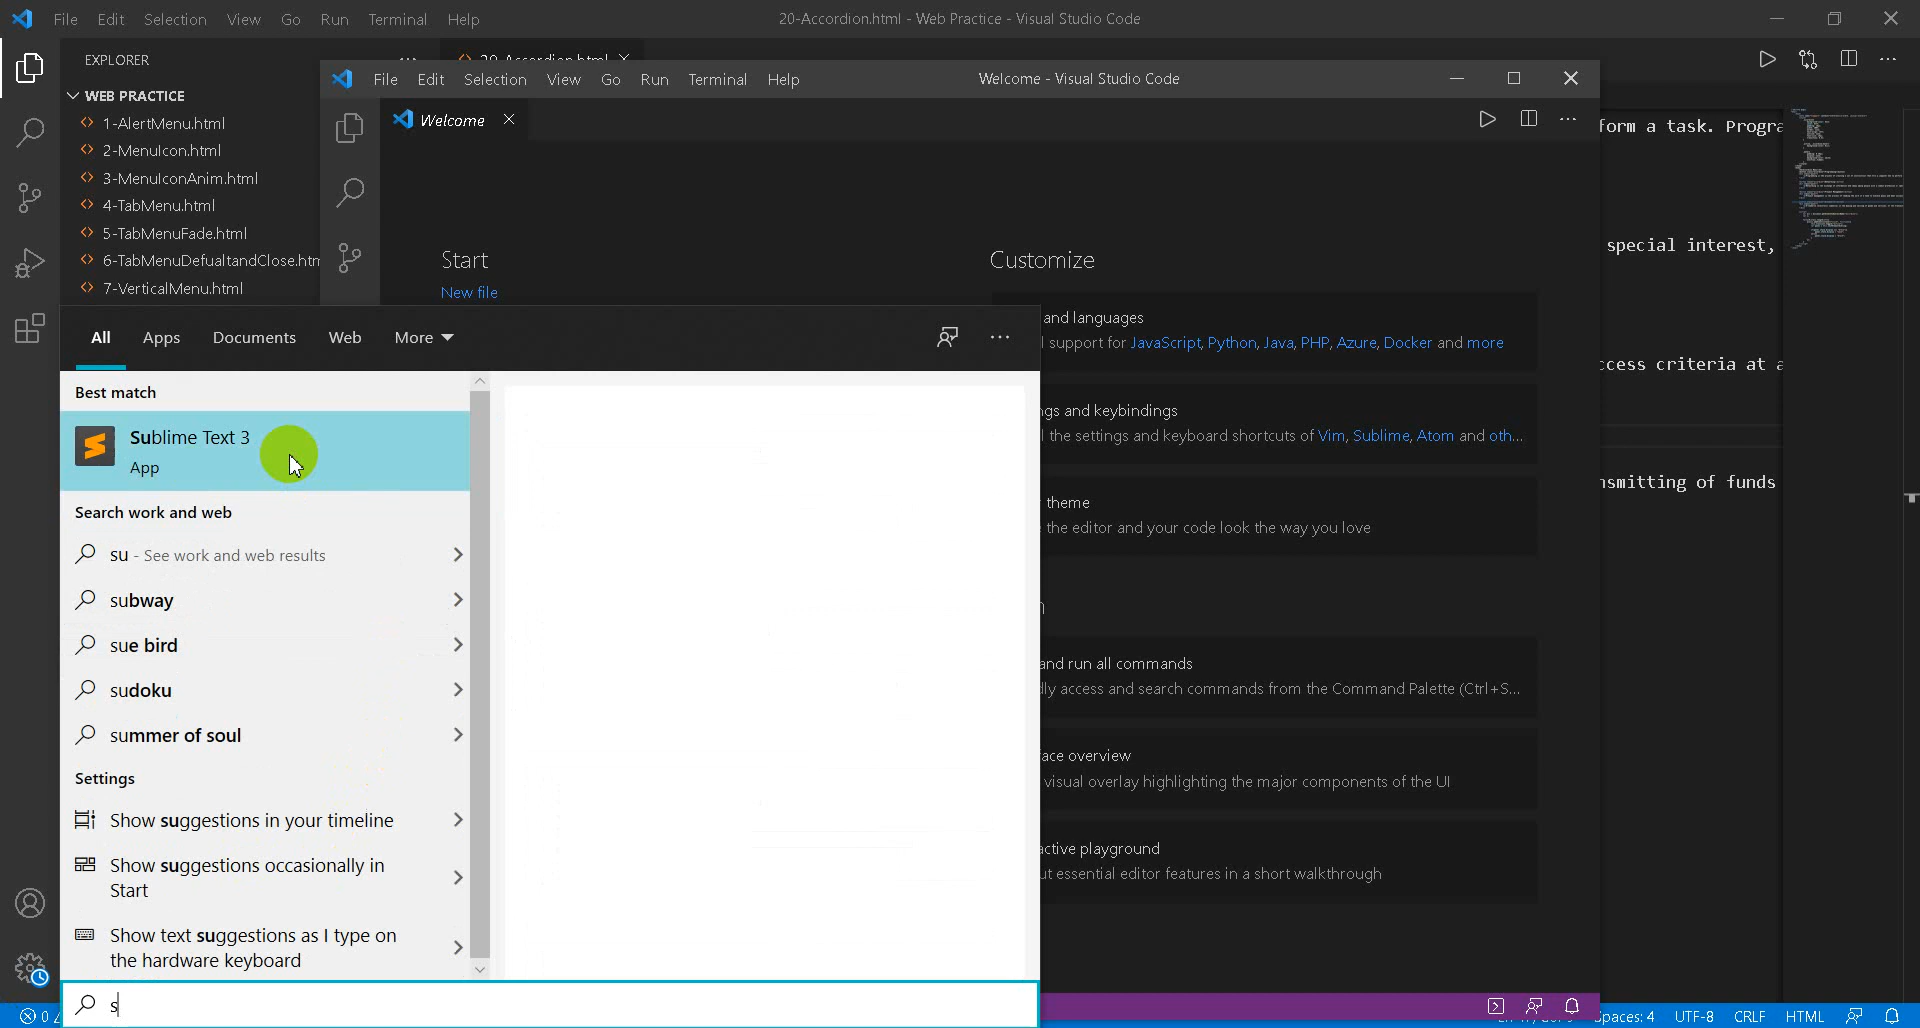 File Edit Selection View Go Run Terminal Help
20-Accordion.html - Web Practice - Visual Studio Code
EXPLORER
20-Accordion.html
WEB PRACTICE
1-AlertMenu.html
2-MenuIcon.html
3-MenuIconAnim.html
4-TabMenu.html
5-TabMenuFade.html
6-TabMenuDefualtandClose.htm
7-VerticalMenu.html
File Edit Selection View Go Run Terminal Help
Welcome - Visual Studio Code
Welcome
Start
New file
Customize
and languages
support for JavaScript, Python, Java, PHP, Azure, Docker and more
gs and keybindings
the settings and keyboard shortcuts of Vim, Sublime, Atom and oth...
theme
the editor and your code look the way you love
and run all commands
ly access and search commands from the Command Palette (Ctrl+S...
ace overview
visual overlay highlighting the major components of the UI
active playground
ut essential editor features in a short walkthrough
form a task. Progra
special interest,
ccess criteria at a
nsmitting of funds
All Apps Documents Web More
Best match
Sublime Text 3
App
Search work and web
su - See work and web results
subway
sue bird
sudoku
summer of soul
Settings
Show suggestions in your timeline
Show suggestions occasionally in
Start
Show text suggestions as I type on
the hardware keyboard
s
0
Spaces: 4 UTF-8 CRLF HTML